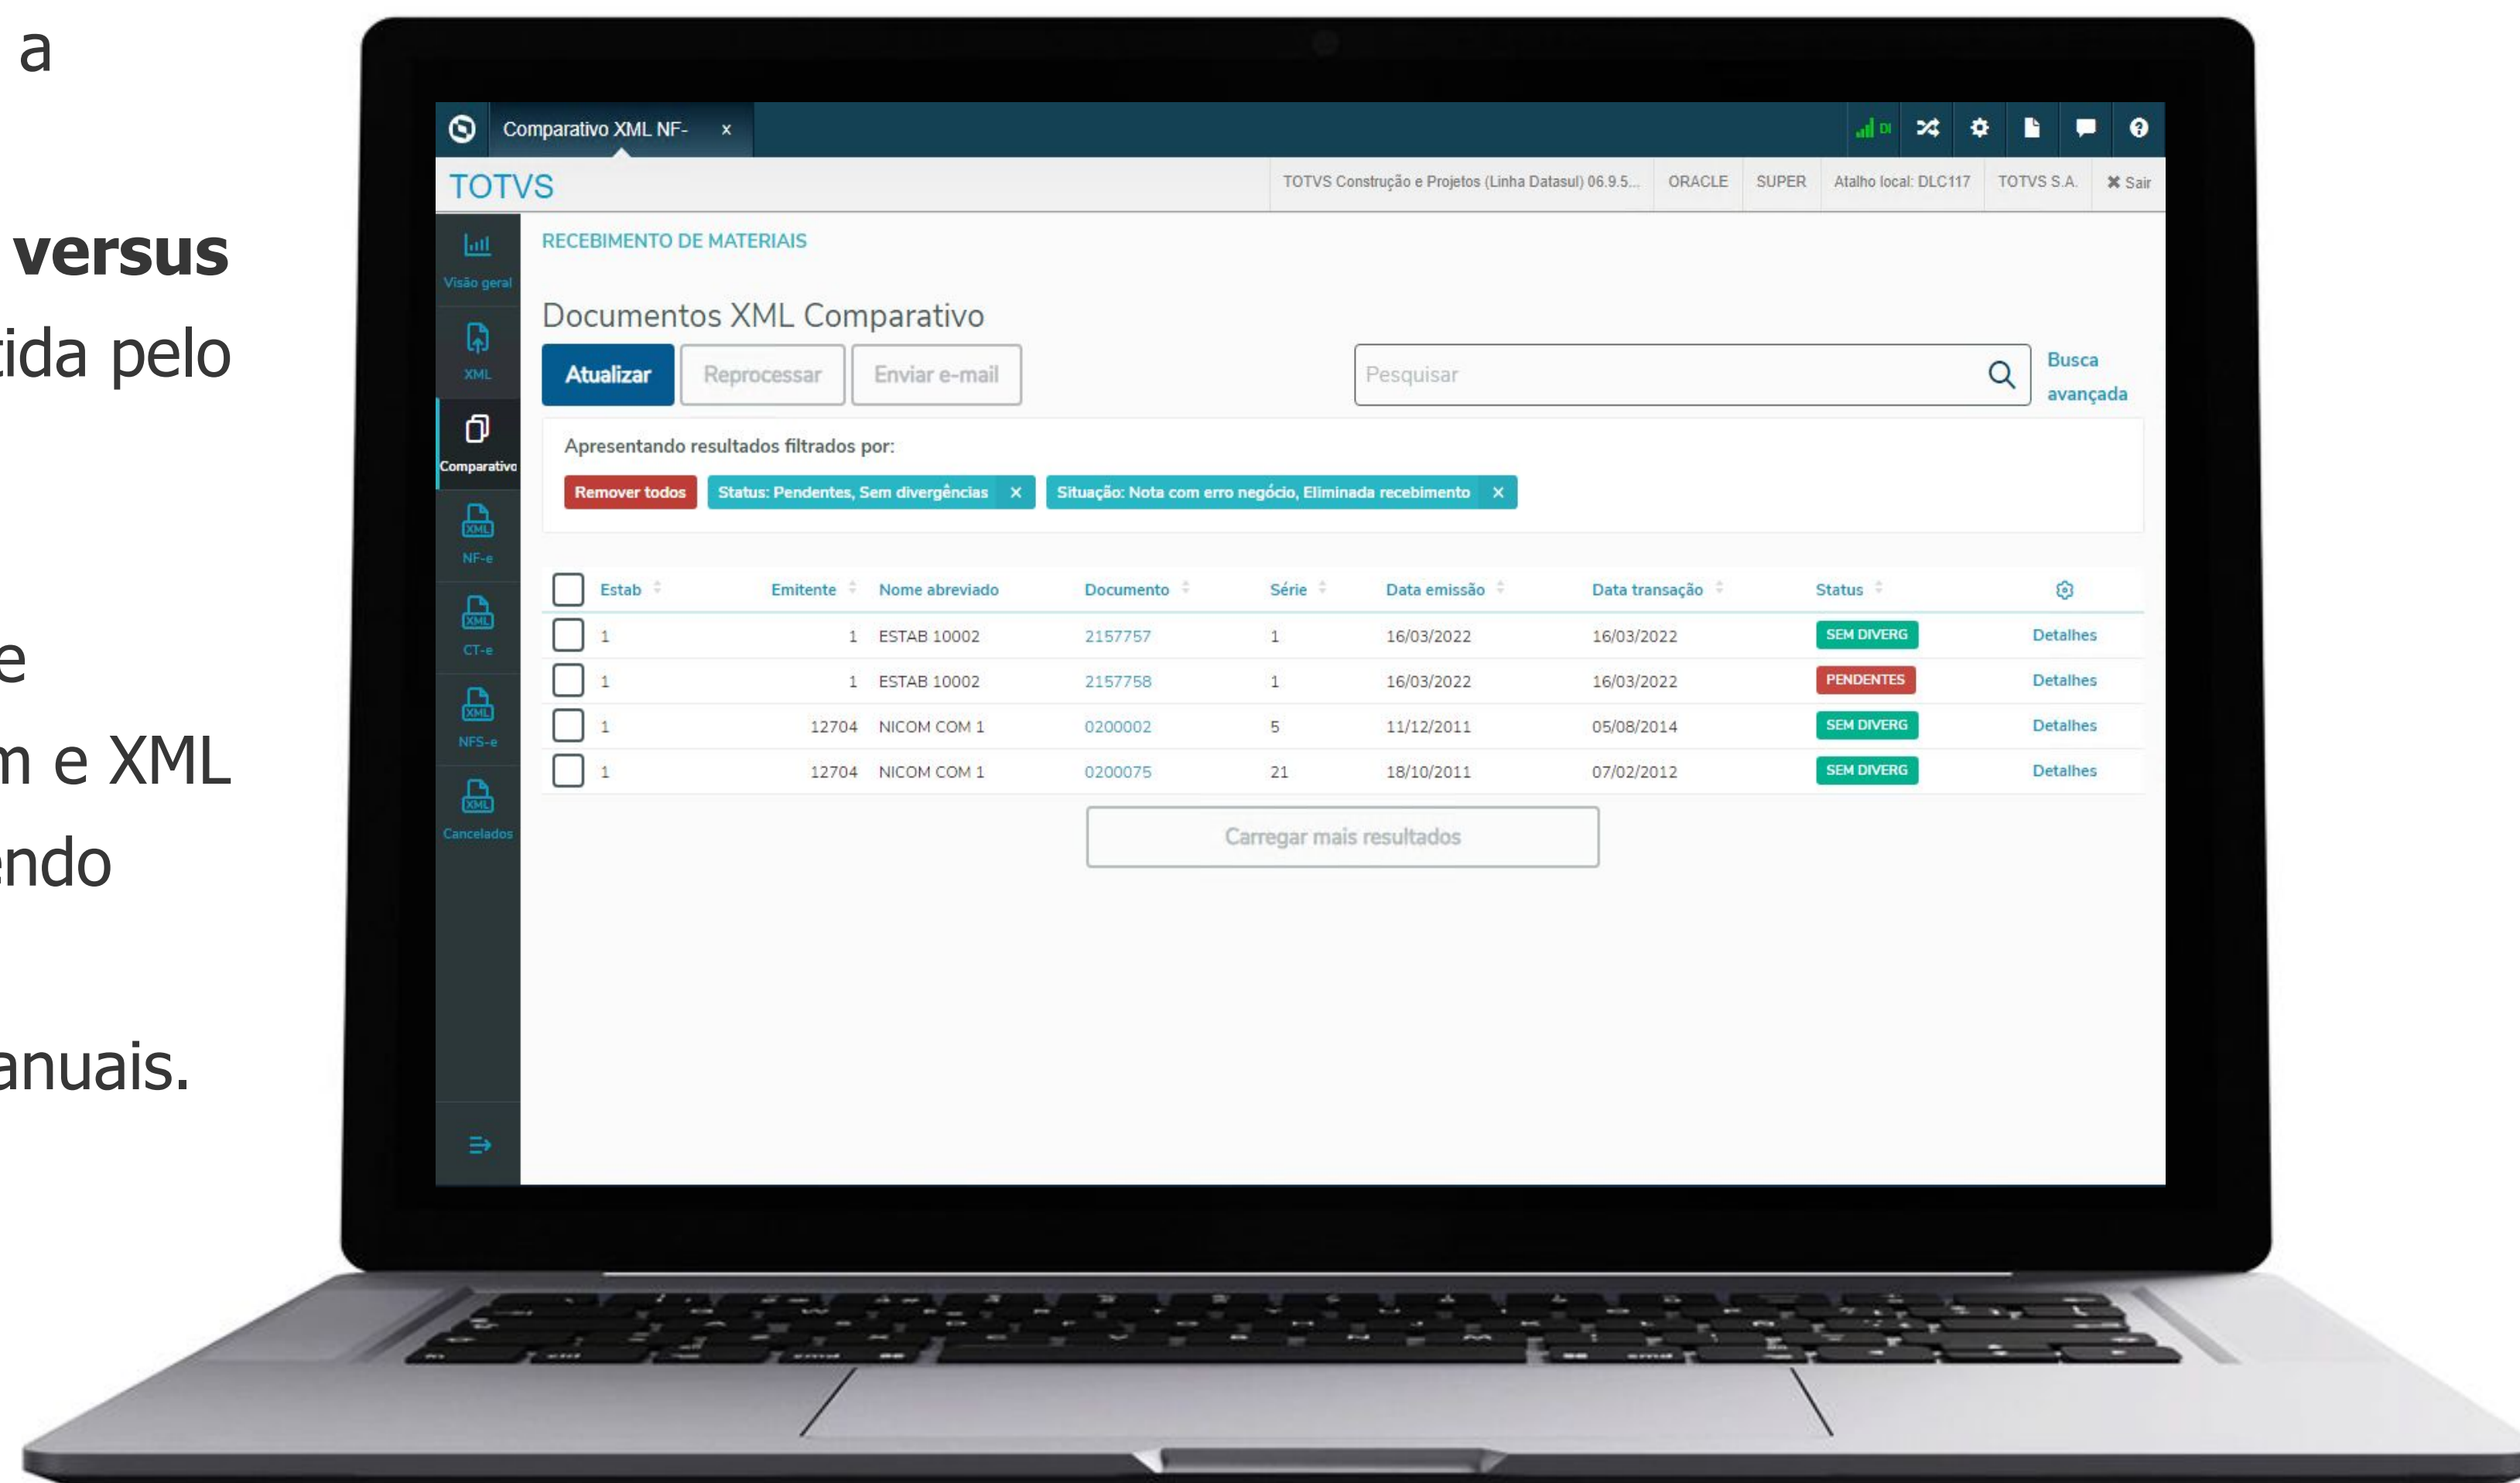 a
versus
tida pelo
e
m e XML
endo
anuais.
Comparativo XML NF- x
DI
TOTVS
TOTVS Construção e Projetos (Linha Datasul) 06.9.5... ORACLE SUPER Atalho local: DLC117 TOTVS S.A. ✖ Sair
Visão geral
XML
Comparativo
XML
NF-e
XML
CT-e
XML
NFS-e
XML
Cancelados
RECEBIMENTO DE MATERIAIS
Documentos XML Comparativo
Atualizar Reprocessar Enviar e-mail Pesquisar
Busca
avançada
Apresentando resultados filtrados por:
Remover todos Status: Pendentes, Sem divergências x Situação: Nota com erro negócio, Eliminada recebimento x
Estab Emitente Nome abreviado Documento Série Data emissão Data transação Status
1 1 ESTAB 10002 2157757 1 16/03/2022 16/03/2022 SEM DIVERG Detalhes
1 1 ESTAB 10002 2157758 1 16/03/2022 16/03/2022 PENDENTES Detalhes
1 12704 NICOM COM 1 0200002 5 11/12/2011 05/08/2014 SEM DIVERG Detalhes
1 12704 NICOM COM 1 0200075 21 18/10/2011 07/02/2012 SEM DIVERG Detalhes
Carregar mais resultados